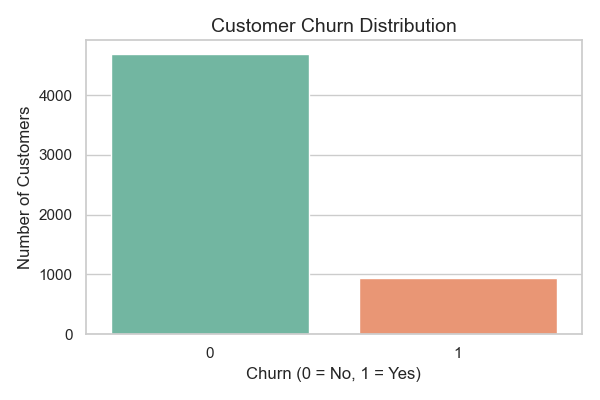 Customer Churn Distribution
Number of Customers
4000
3000
2000
1000
0
0 1
Churn (0 = No, 1 = Yes)